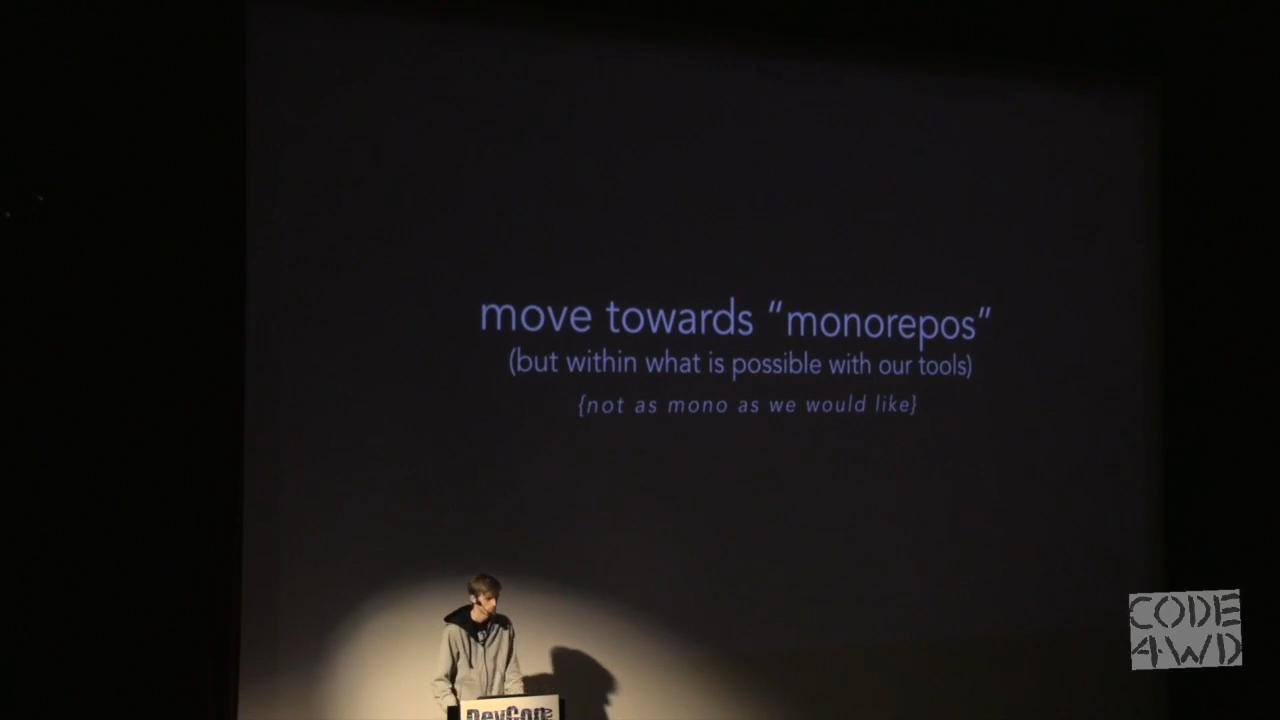 move towards “monorepos”
(but within what is possible with our tools)
{not as mono as we would like}
CODE
4WD